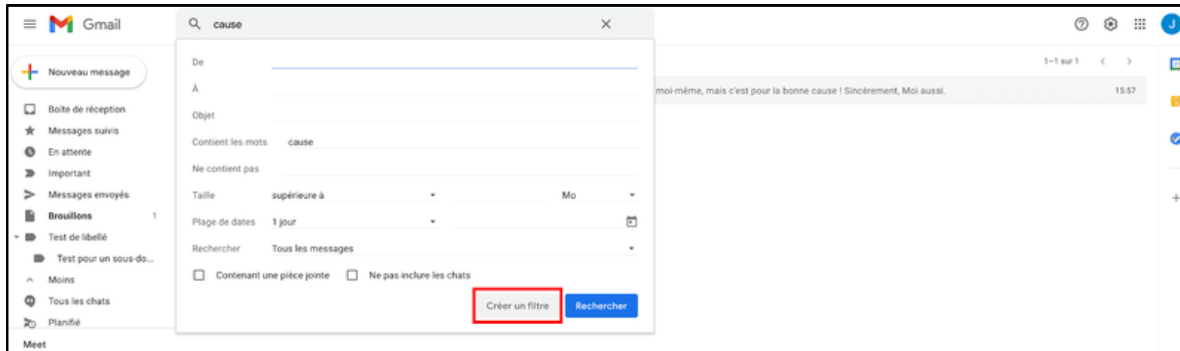 Gmail
cause
Nouveau message
Boîte de réception
Messages suivis
En attente
Important
Messages envoyés
Brouillons 1
Test de libellé
Test pour un sous-do...
Moins
Tous les chats
Planifié
Meet
De
À
Objet
Contient les mots cause
Ne contient pas
Taille supérieure à Mo
Plage de dates 1 jour
Rechercher Tous les messages
Contenant une pièce jointe Ne pas inclure les chats
Créer un filtre Rechercher
1–1 sur 1
moi-même, mais c'est pour la bonne cause ! Sincèrement, Moi aussi. 15:57
J